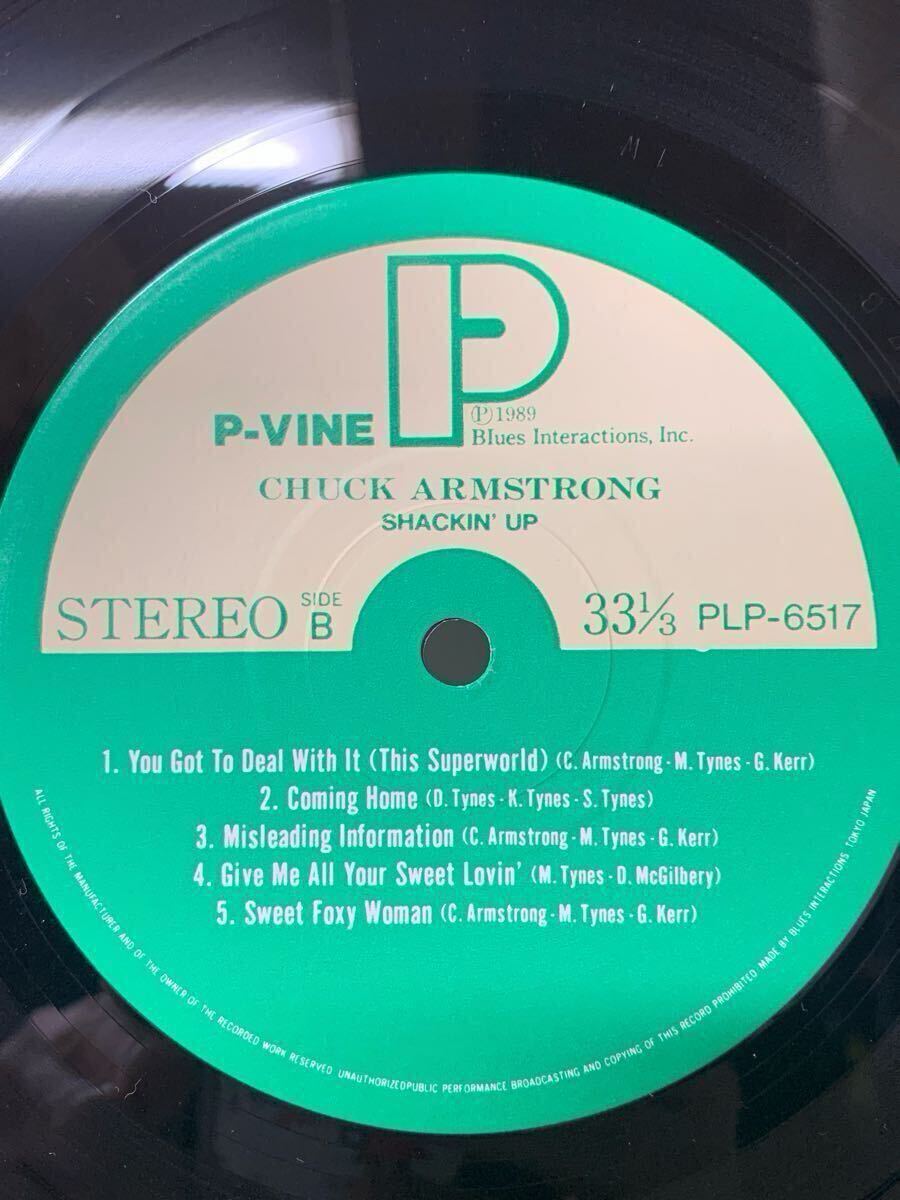 P-VINE
Ⓟ1989
Blues Interactions, Inc.
CHUCK ARMSTRONG
SHACKIN' UP
STEREO
SIDE
B
33⅓ PLP-6517
1. You Got To Deal With It (This Superworld) (C. Armstrong · M. Tynes · G. Kerr)
2. Coming Home (D. Tynes · K. Tynes · S. Tynes)
3. Misleading Information (C. Armstrong · M. Tynes · G. Kerr)
4. Give Me All Your Sweet Lovin' (M. Tynes · D. McGilbery)
5. Sweet Foxy Woman (C. Armstrong · M. Tynes · G. Kerr)
ALL RIGHTS OF THE MANUFACTURER AND OF THE OWNER OF THE RECORDED WORK RESERVED UNAUTHORIZEDPUBLIC PERFORMANCE BROADCASTING AND COPYING OF THIS RECORD PROHIBITED MADE BY BLUES INTERACTIONS TOKYO JAPAN